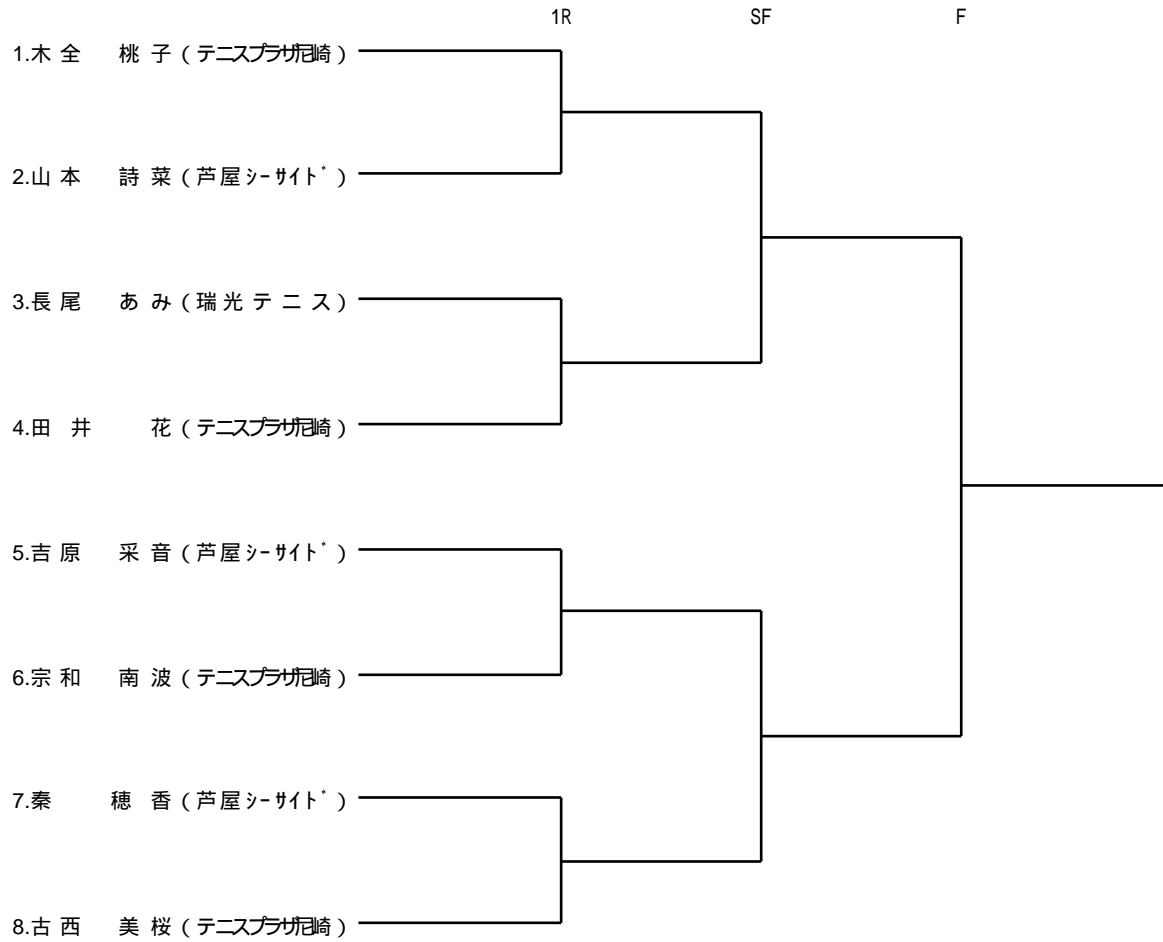 1R SF F
1.木全 桃子(テニスプラザ尼崎)
2.山本 詩菜(芦屋シーサイド゛)
3.長尾 あみ(瑞光テニス)
4.田井 花(テニスプラザ尼崎)
5.吉原 采音(芦屋シーサイド゛)
6.宗和 南波(テニスプラザ尼崎)
7.秦 穂香(芦屋シーサイド゛)
8.古西 美桜(テニスプラザ尼崎)